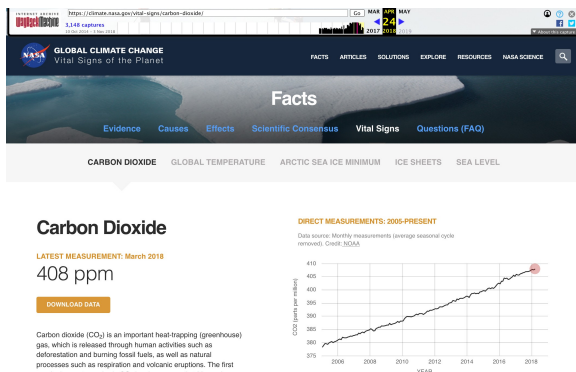 INTERNET ARCHIVE
WayBackMachine
https://climate.nasa.gov/vital-signs/carbon-dioxide/
Go
MAR APR MAY
3,148 captures
24
2017 2018 2019
About this capture
NASA
GLOBAL CLIMATE CHANGE
Vital Signs of the Planet
FACTS ARTICLES SOLUTIONS EXPLORE RESOURCES NASA SCIENCE
Facts
Evidence Causes Effects Scientific Consensus Vital Signs Questions (FAQ)
CARBON DIOXIDE GLOBAL TEMPERATURE ARCTIC SEA ICE MINIMUM ICE SHEETS SEA LEVEL
Carbon Dioxide
LATEST MEASUREMENT: March 2018
408 ppm
DOWNLOAD DATA
Carbon dioxide (CO2) is an important heat-trapping (greenhouse)
gas, which is released through human activities such as
deforestation and burning fossil fuels, as well as natural
processes such as respiration and volcanic eruptions. The first
DIRECT MEASUREMENTS: 2005-PRESENT
Data source: Monthly measurements (average seasonal cycle
removed). Credit: NOAA
CO2 (parts per million)
410
405
400
395
390
385
380
375
2006 2008 2010 2012 2014 2016 2018
YEAR